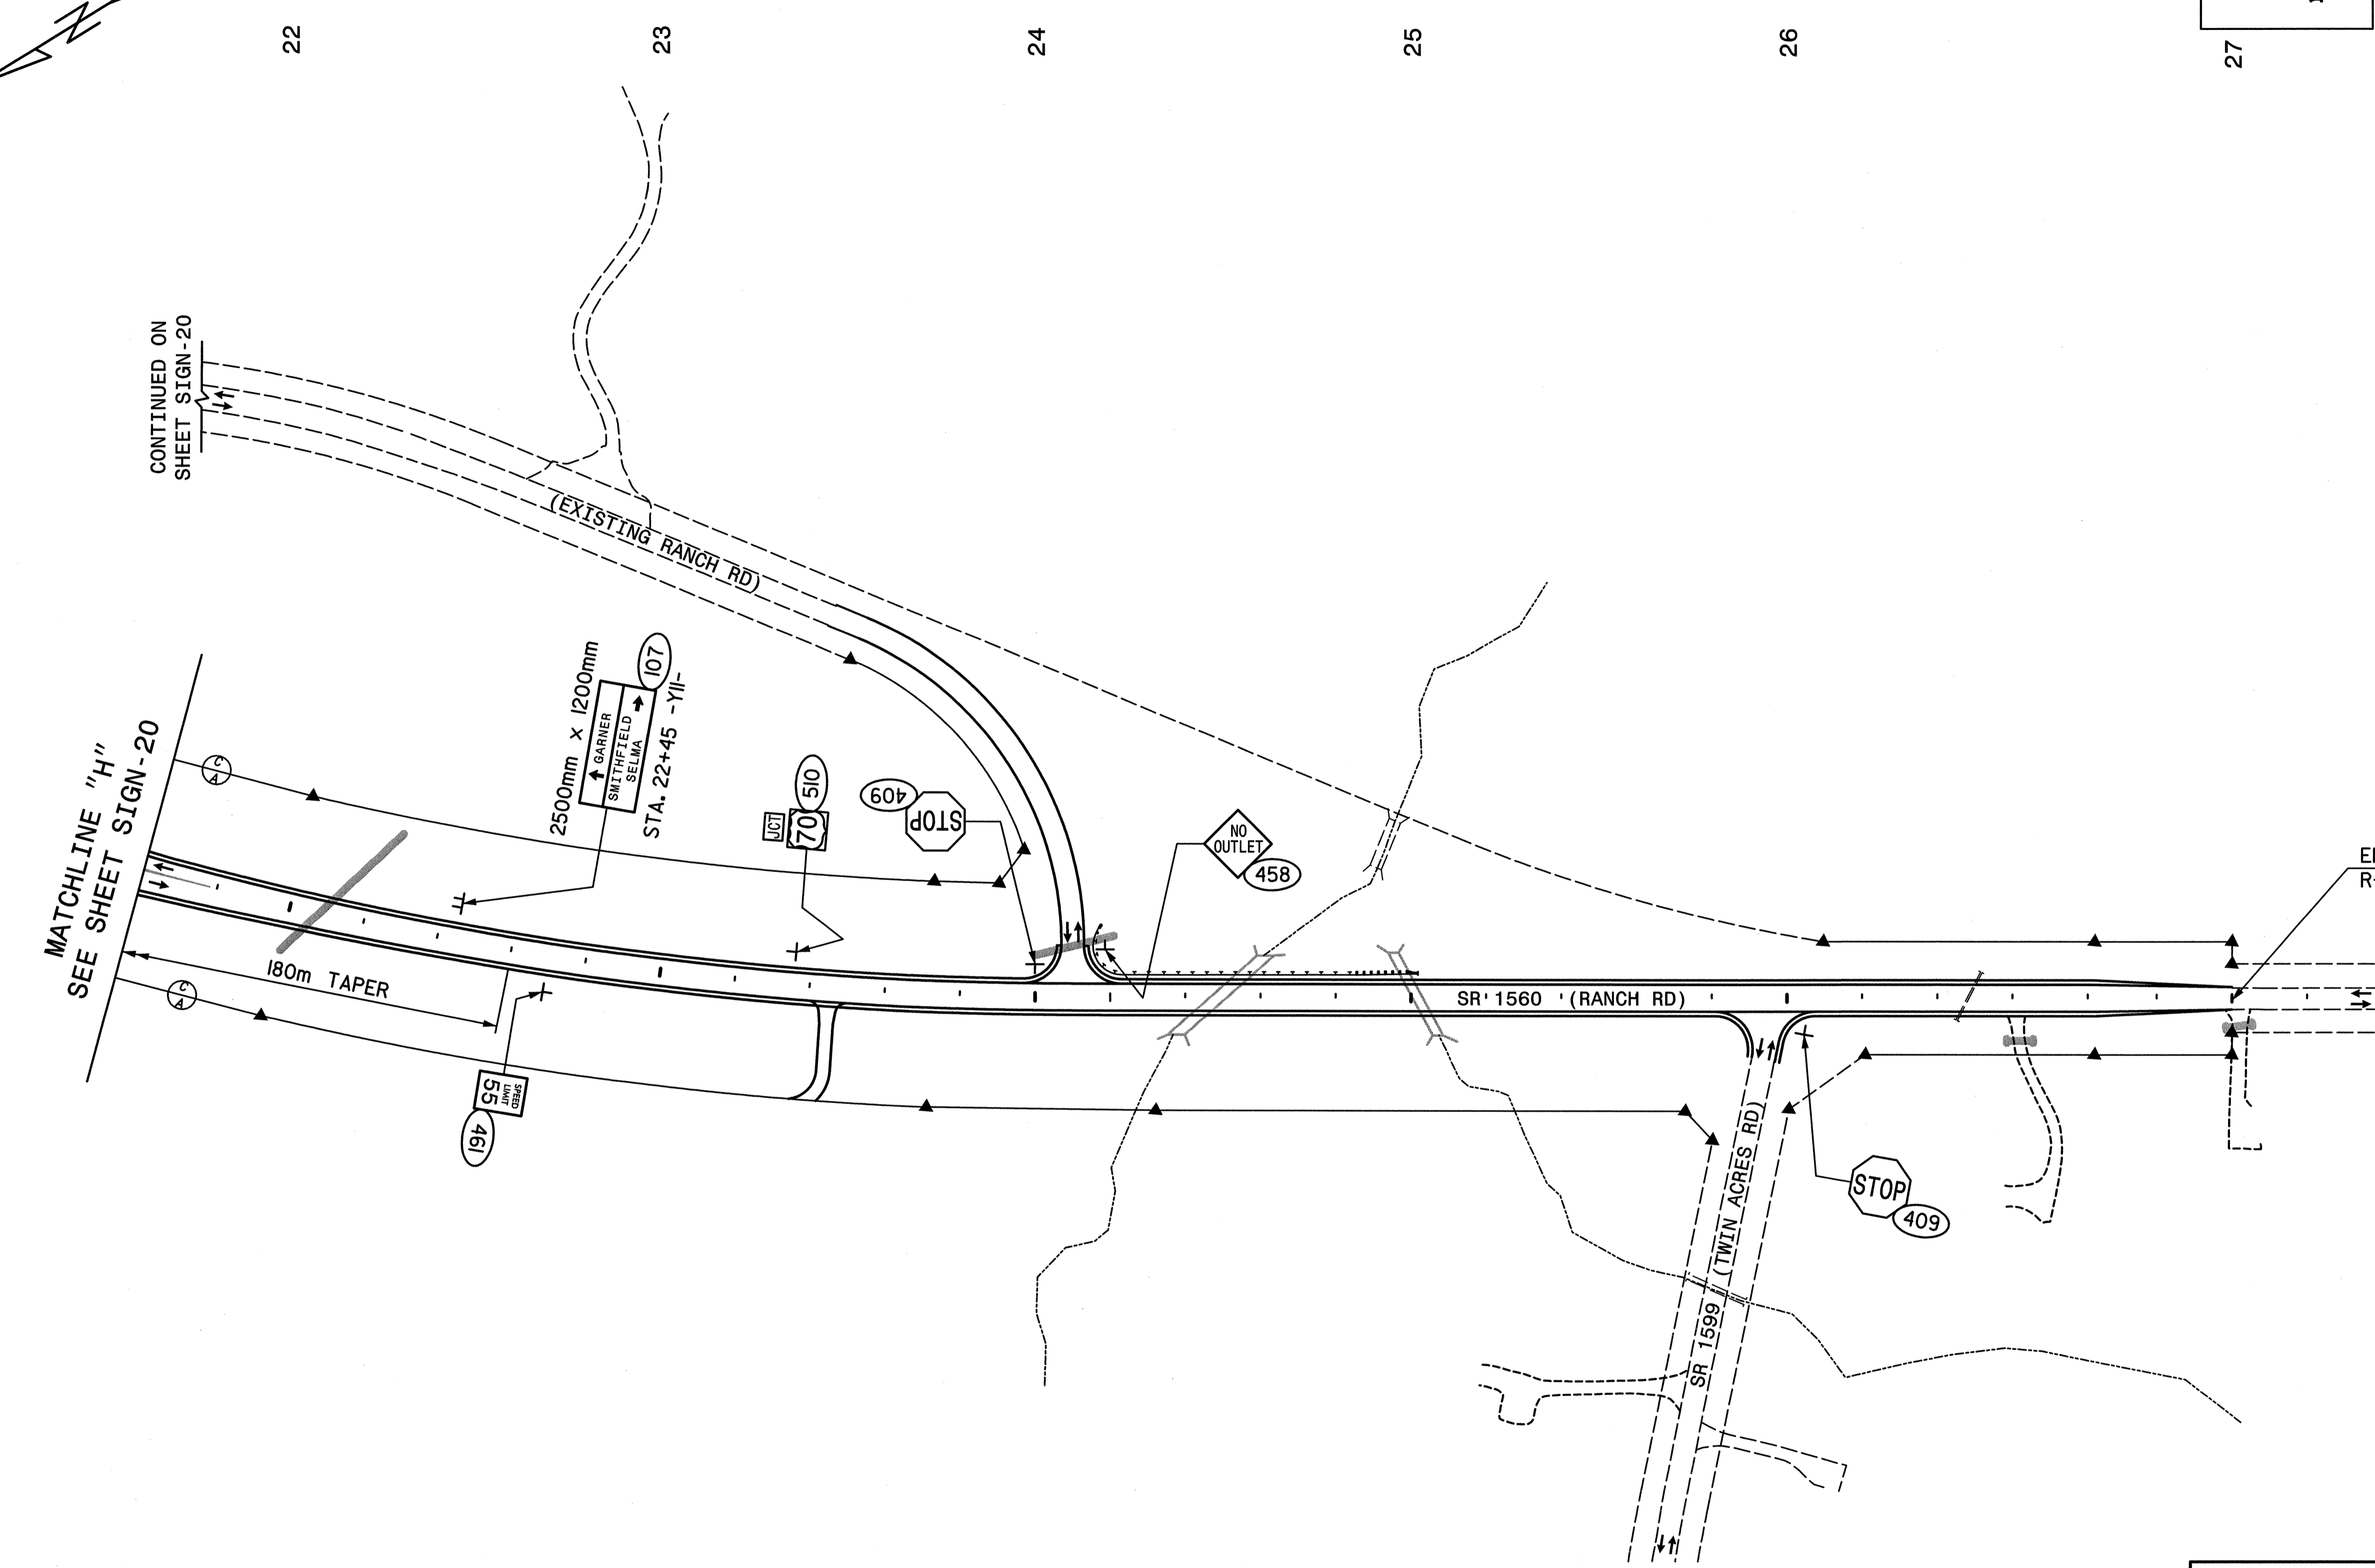 22
23
24
25
26
27
CONTINUED ON
SHEET SIGN-20
(EXISTING RANCH RD)
MATCHLINE "H"
SEE SHEET SIGN-20
C
A
C
A
180m TAPER
2500mm x 1200mm
GARNER
SMITHFIELD
SELMA
107
STA. 22+45 -Y11-
JCT
70
510
409
STOP
NO
OUTLET
458
SPEED
LIMIT
55
461
SR 1560 (RANCH RD)
SR 1599 (TWIN ACRES RD)
STOP
409